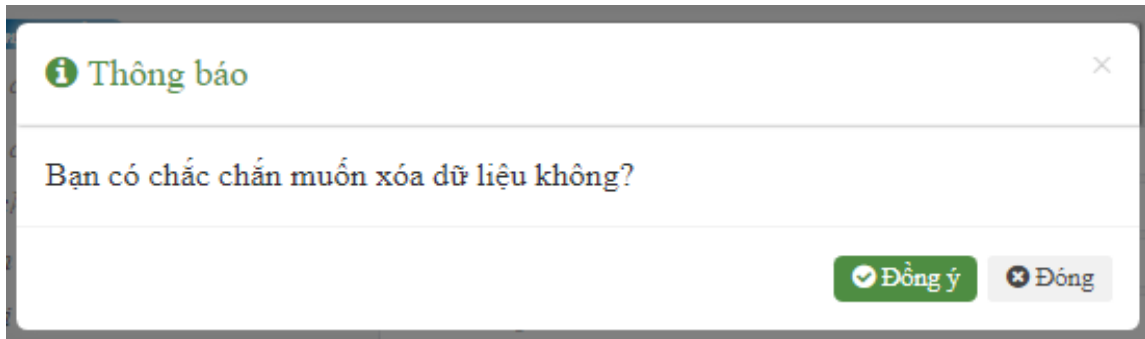 Thông báo
Bạn có chắc chắn muốn xóa dữ liệu không?
Đồng ý
Đóng